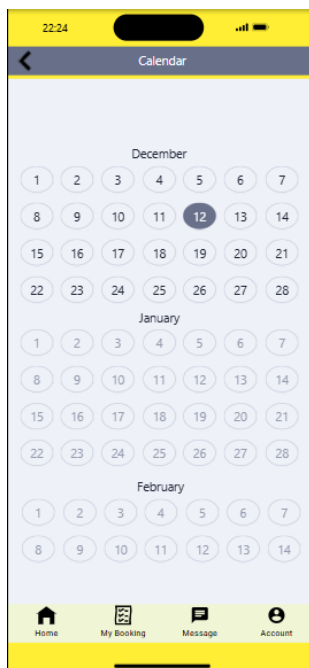 22:24
Calendar
December
1 2 3 4 5 6 7
8 9 10 11 12 13 14
15 16 17 18 19 20 21
22 23 24 25 26 27 28
January
1 2 3 4 5 6 7
8 9 10 11 12 13 14
15 16 17 18 19 20 21
22 23 24 25 26 27 28
February
1 2 3 4 5 6 7
8 9 10 11 12 13 14
Home My Booking Message Account